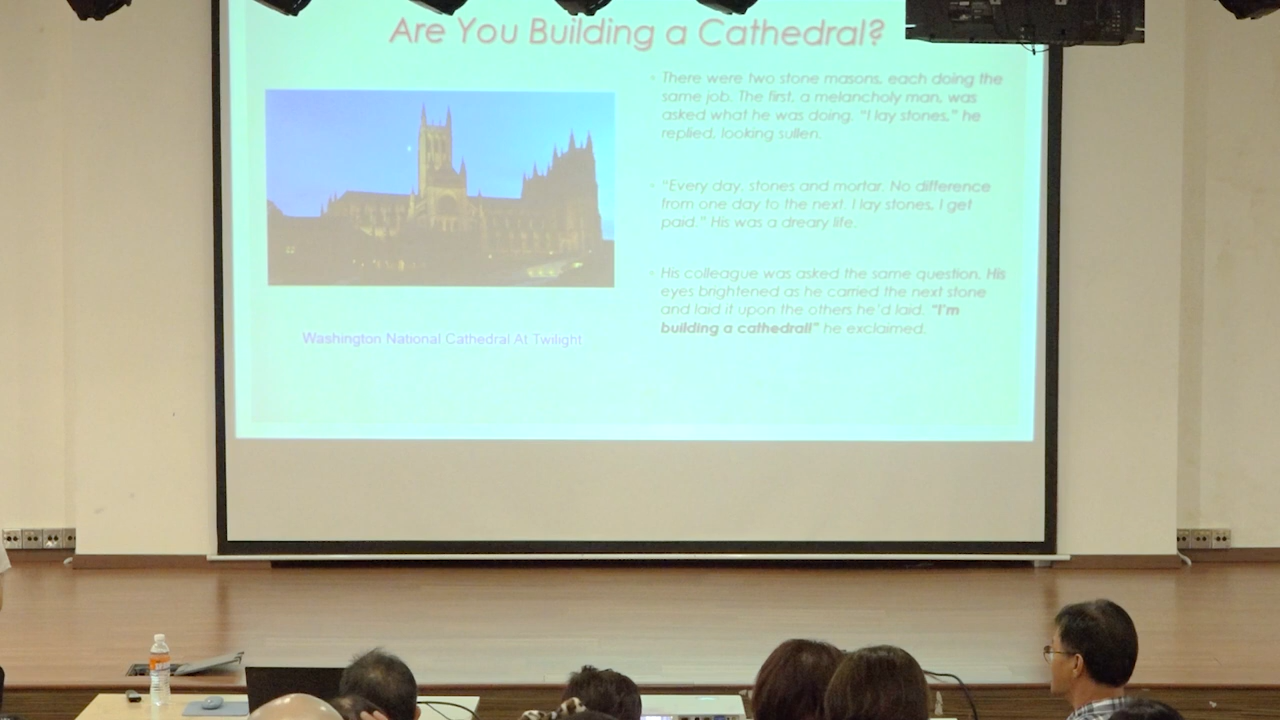 Are You Building a Cathedral?
There were two stone masons, each doing the
same job. The first, a melancholy man, was
asked what he was doing. "I lay stones," he
replied, looking sullen.
"Every day, stones and mortar. No difference
from one day to the next. I lay stones, I get
paid." His was a dreary life.
His colleague was asked the same question. His
eyes brightened as he carried the next stone
and laid it upon the others he'd laid. "I'm
building a cathedral!" he exclaimed.
Washington National Cathedral At Twilight